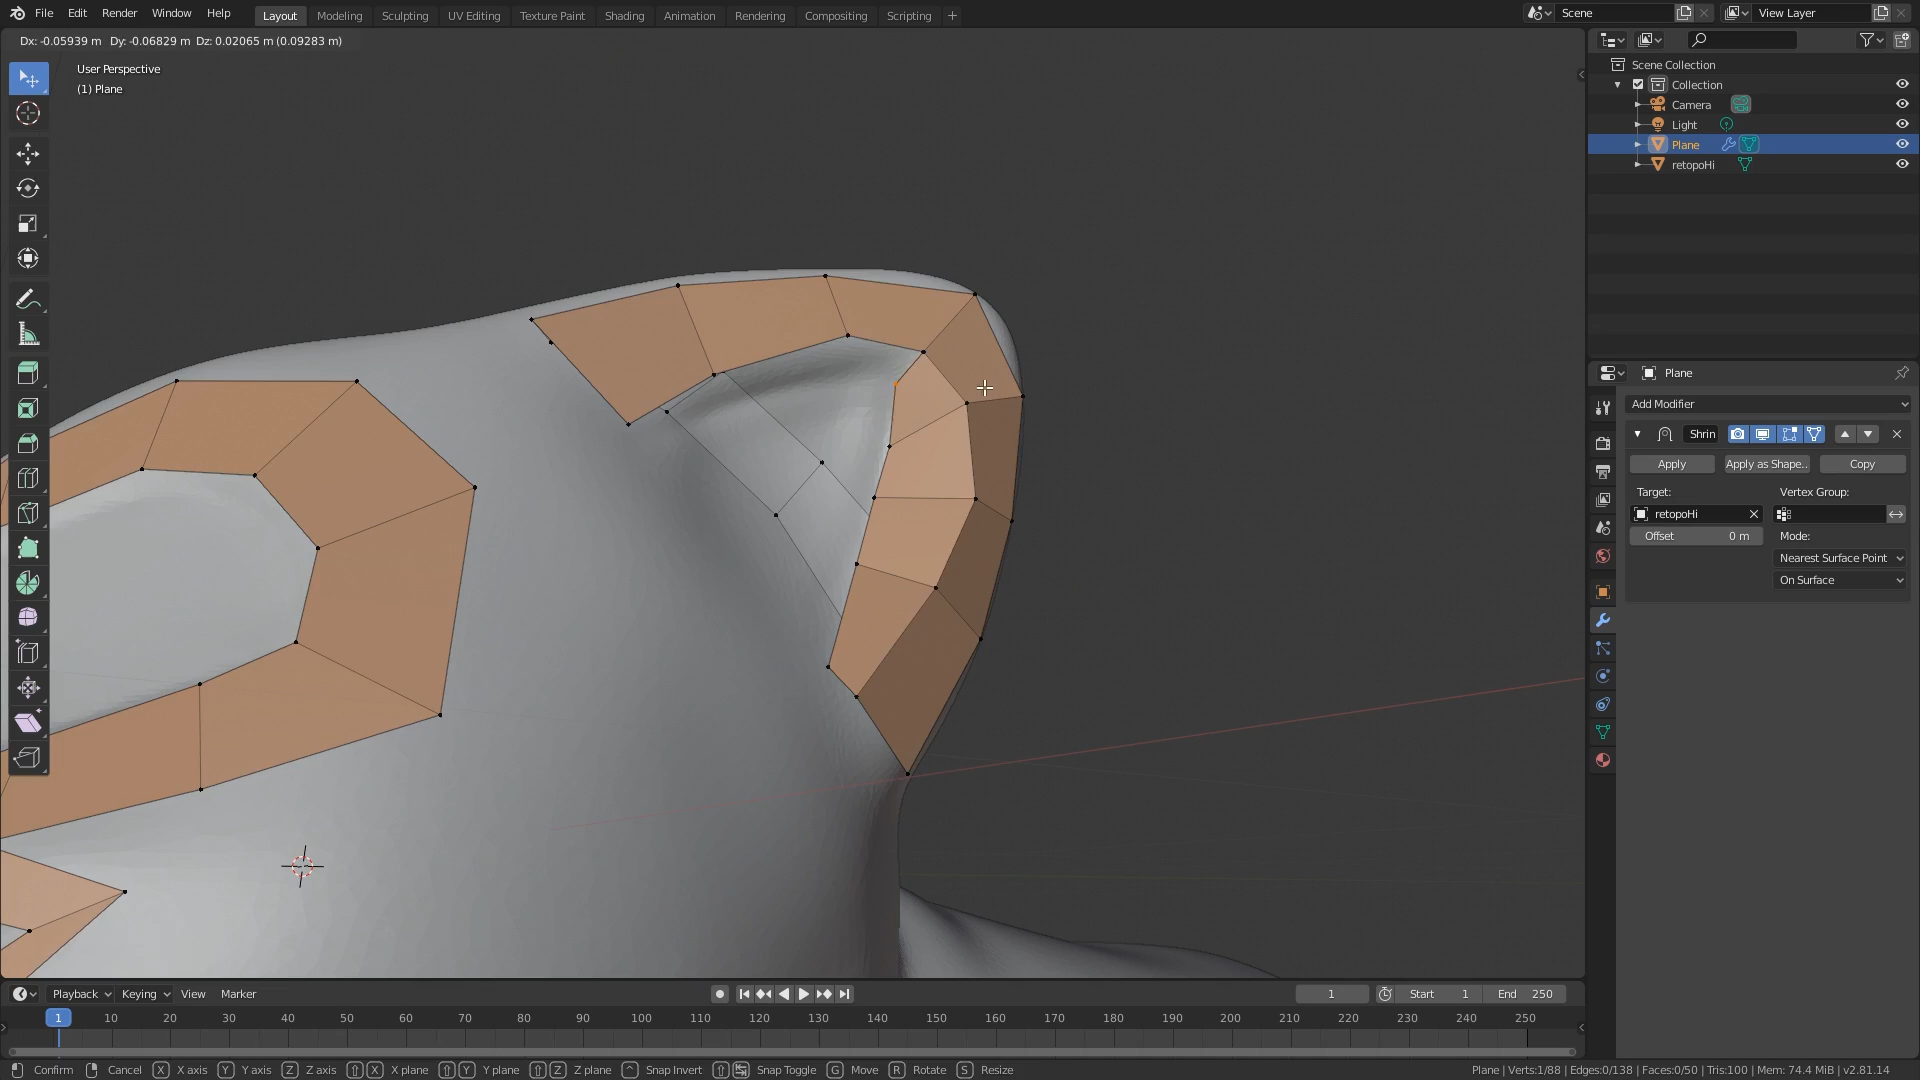 File Edit Render Window Help Layout Modeling Sculpting UV Editing Texture Paint Shading Animation Rendering Compositing Scripting + Scene View Layer
Dx: -0.05939 m Dy: -0.06829 m Dz: 0.02065 m (0.09283 m)
User Perspective
(1) Plane
Scene Collection
Collection
Camera
Light
Plane
retopoHi
Plane
Add Modifier
Shrin
Apply Apply as Shape.. Copy
Target: Vertex Group:
retopoHi
Offset 0 m Mode:
Nearest Surface Point
On Surface
Playback Keying View Marker 1 Start 1 End 250
1 10 20 30 40 50 60 70 80 90 100 110 120 130 140 150 160 170 180 190 200 210 220 230 240 250
Confirm Cancel X X axis Y Y axis Z Z axis X X plane Y Y plane Z Z plane ^ Snap Invert Snap Toggle G Move R Rotate S Resize Plane | Verts:1/88 | Edges:0/138 | Faces:0/50 | Tris:100 | Mem: 74.4 MiB | v2.81.14